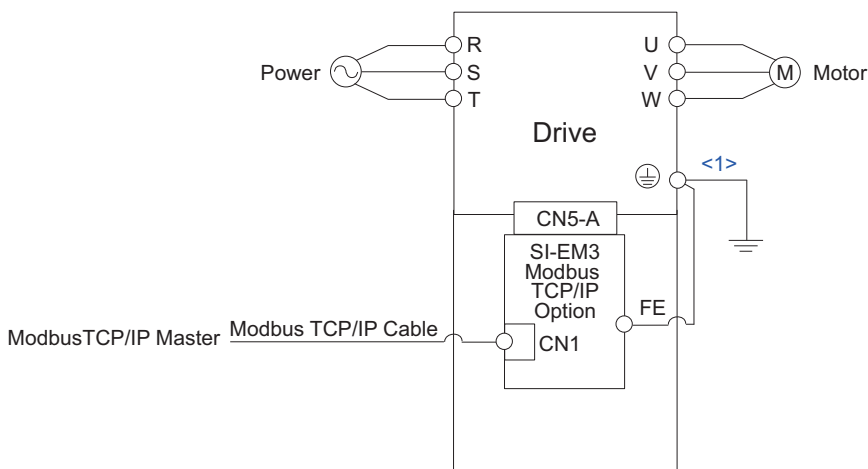 R
U
Power
S
V
M
Motor
T
W
Drive
<1>
CN5-A
SI-EM3
Modbus
TCP/IP
Option
FE
ModbusTCP/IP Master
Modbus TCP/IP Cable
CN1